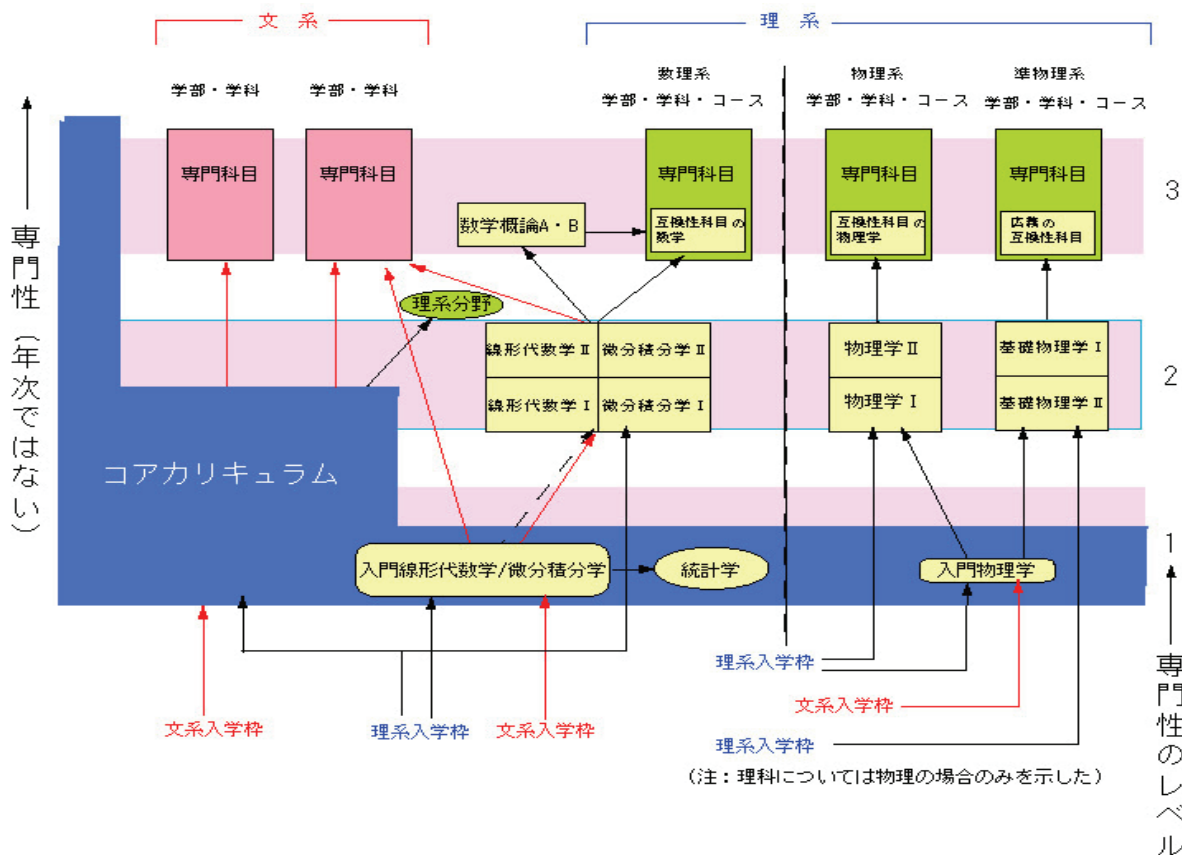 文 系
理 系
学部・学科
学部・学科
数理系
学部・学科・コース
物理系
学部・学科・コース
準物理系
学部・学科・コース
専門科目
専門科目
専門科目
専門科目
専門科目
数学概論A・B
互換性科目の
数学
互換性科目の
物理学
広義の
互換性科目
3
専門性（年次ではない）
理系分野
線形代数学Ⅱ
微分積分学Ⅱ
物理学Ⅱ
基礎物理学Ⅰ
2
線形代数学Ⅰ
微分積分学Ⅰ
物理学Ⅰ
基礎物理学Ⅱ
コアカリキュラム
1
入門線形代数学/微分積分学
統計学
入門物理学
理系入学枠
文系入学枠
文系入学枠
理系入学枠
文系入学枠
理系入学枠
（注：理科については物理の場合のみを示した）
専門性のレベル